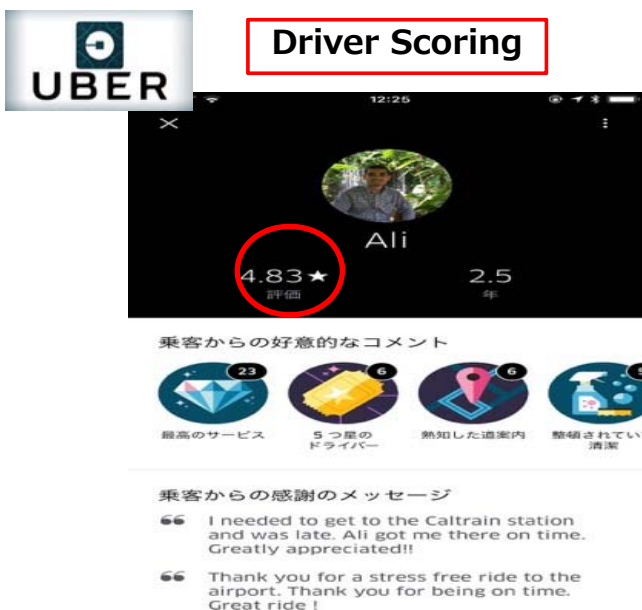 UBER
Driver Scoring
12:25
Ali
4.83★
2.5
評価
年
乗客からの好意的なコメント
23
6
6
最高のサービス
5つ星の
ドライバー
熟知した道案内
整頓されてい
清潔
乗客からの感謝のメッセージ
I needed to get to the Caltrain station
and was late. Ali got me there on time.
Greatly appreciated!!
Thank you for a stress free ride to the
airport. Thank you for being on time.
Great ride !